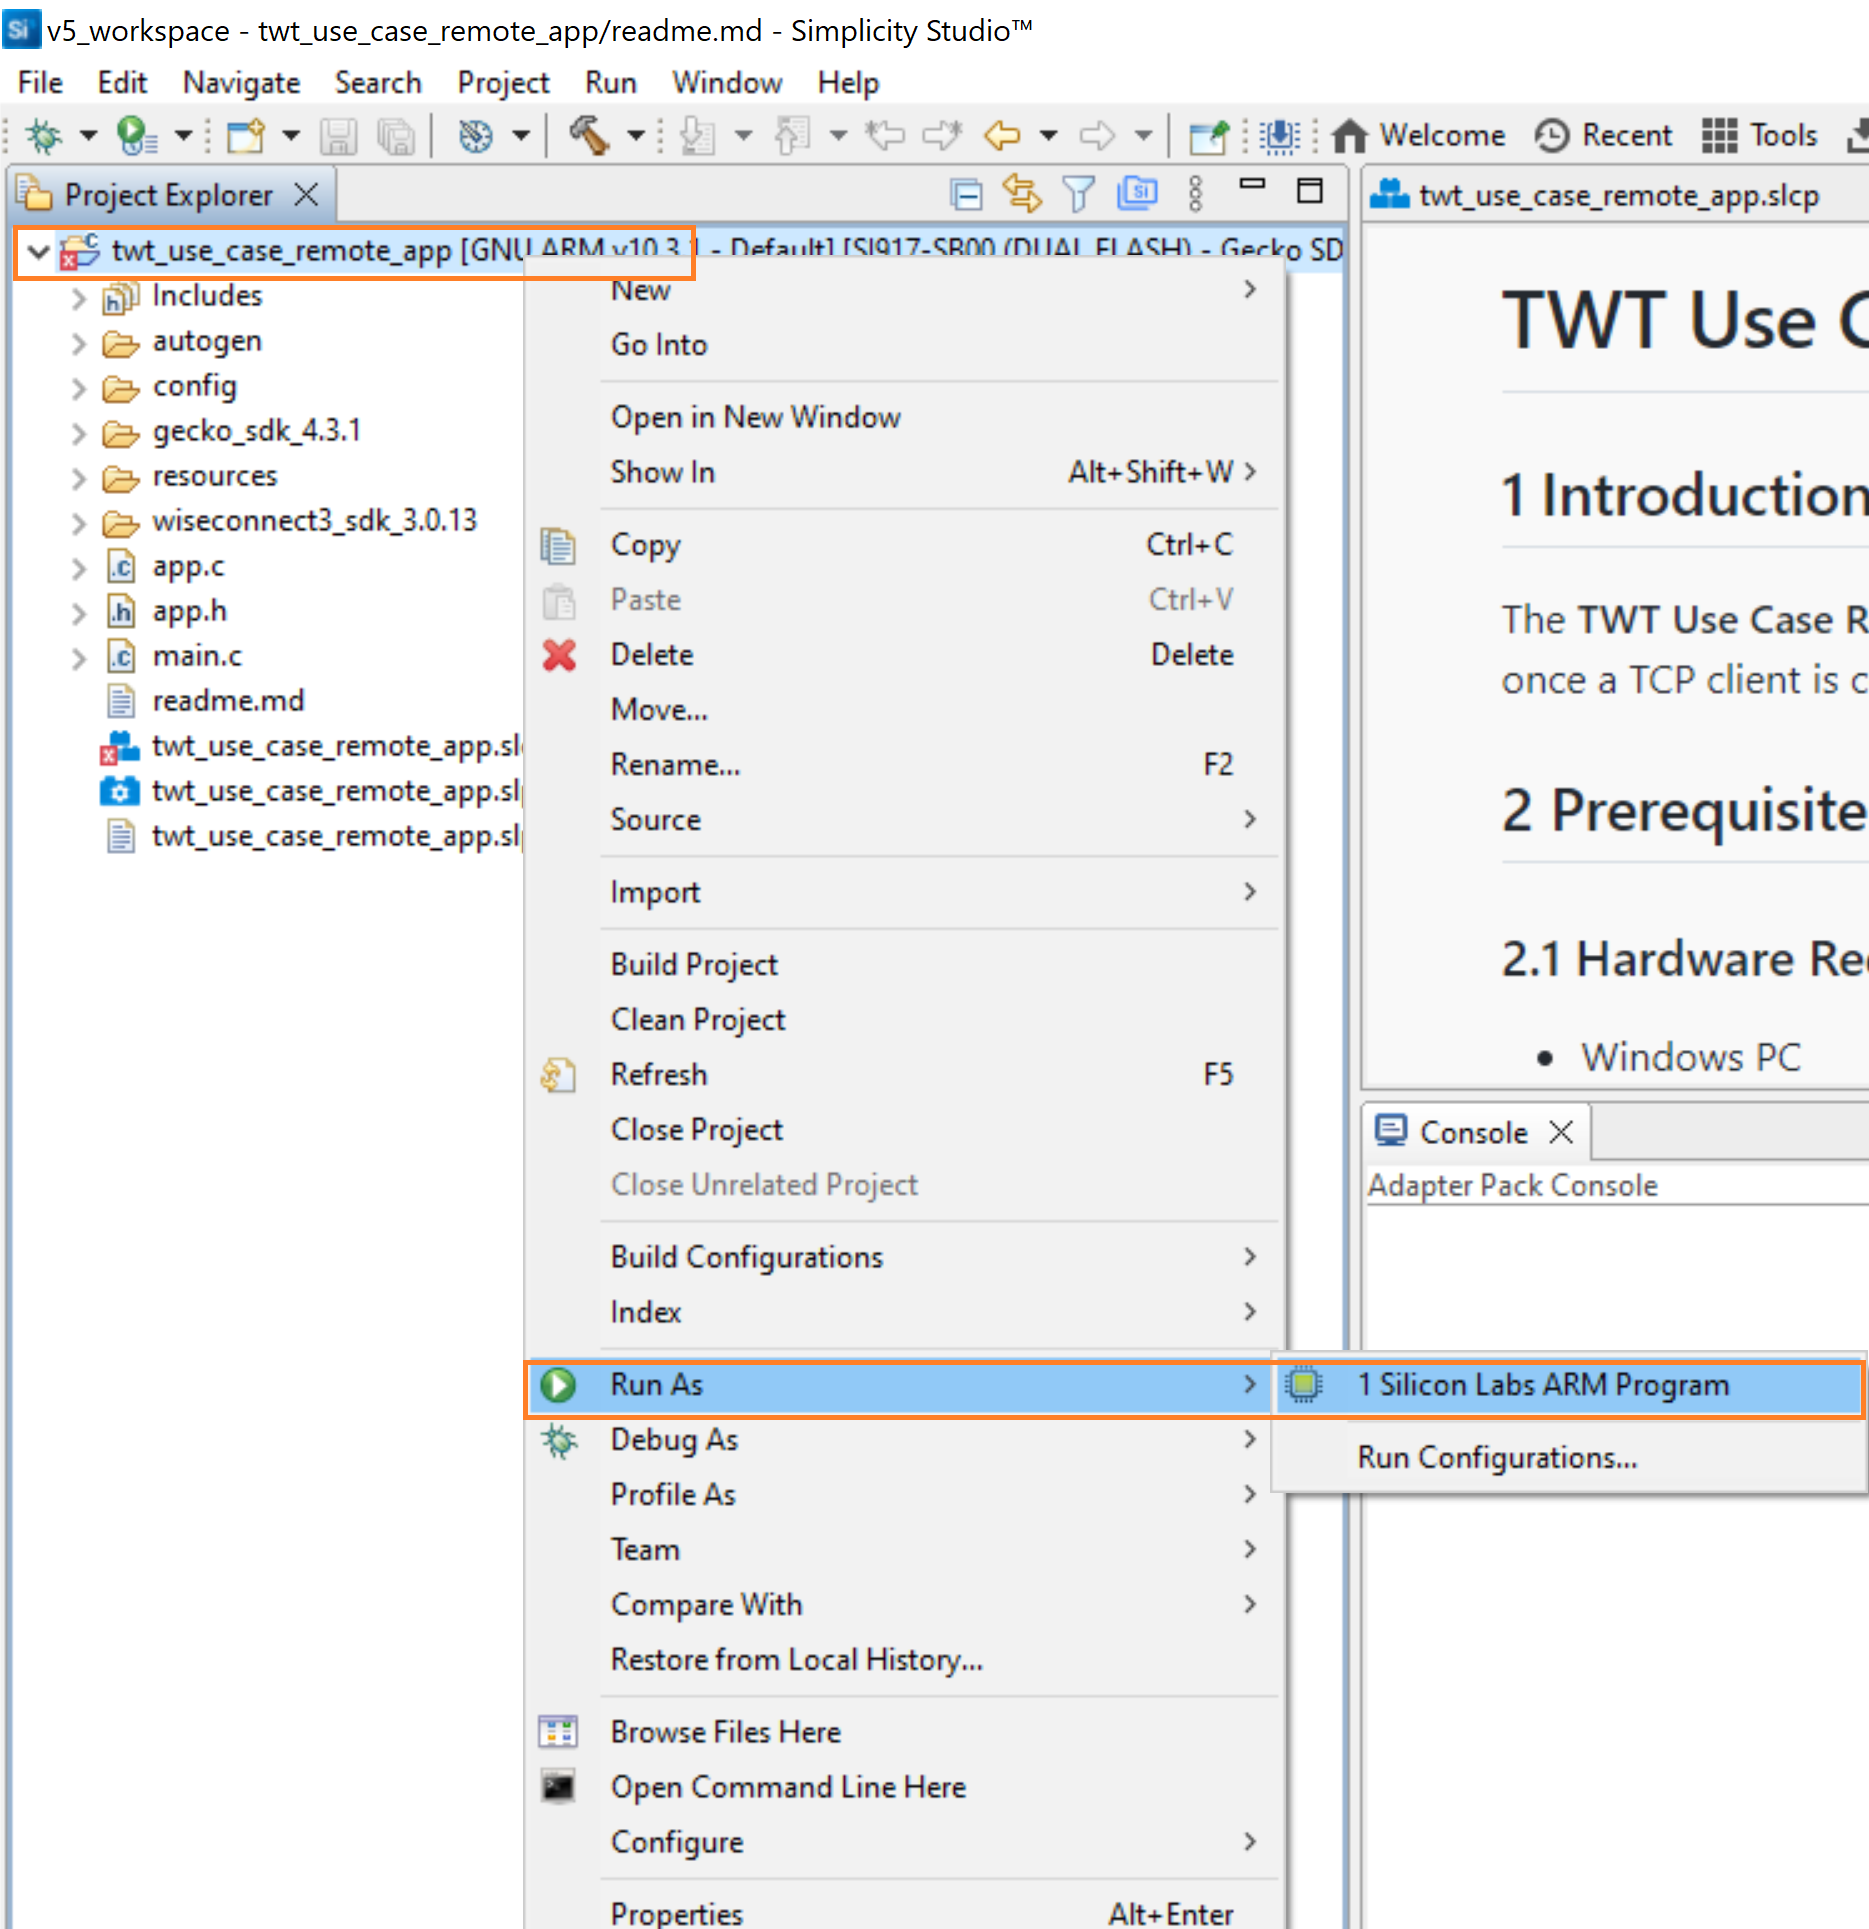 v5_workspace - twt_use_case_remote_app/readme.md - Simplicity Studio™
File Edit Navigate Search Project Run Window Help
Welcome Recent Tools
Project Explorer
twt_use_case_remote_app.slcp
twt_use_case_remote_app [GNU ARM v10.3.1 - Default] [SI917-SB00 (DUAL FLASH) - Gecko SD
Includes
autogen
config
gecko_sdk_4.3.1
resources
wiseconnect3_sdk_3.0.13
app.c
app.h
main.c
readme.md
twt_use_case_remote_app.sl
twt_use_case_remote_app.sl
twt_use_case_remote_app.sl
New
Go Into
Open in New Window
Show In Alt+Shift+W
Copy Ctrl+C
Paste Ctrl+V
Delete Delete
Move...
Rename... F2
Source
Import
Build Project
Clean Project
Refresh F5
Close Project
Close Unrelated Project
Build Configurations
Index
Run As
Debug As
Profile As
Team
Compare With
Restore from Local History...
Browse Files Here
Open Command Line Here
Configure
Properties Alt+Enter
1 Silicon Labs ARM Program
Run Configurations...
TWT Use C
1 Introduction
The TWT Use Case R
once a TCP client is c
2 Prerequisite
2.1 Hardware Re
• Windows PC
Console
Adapter Pack Console